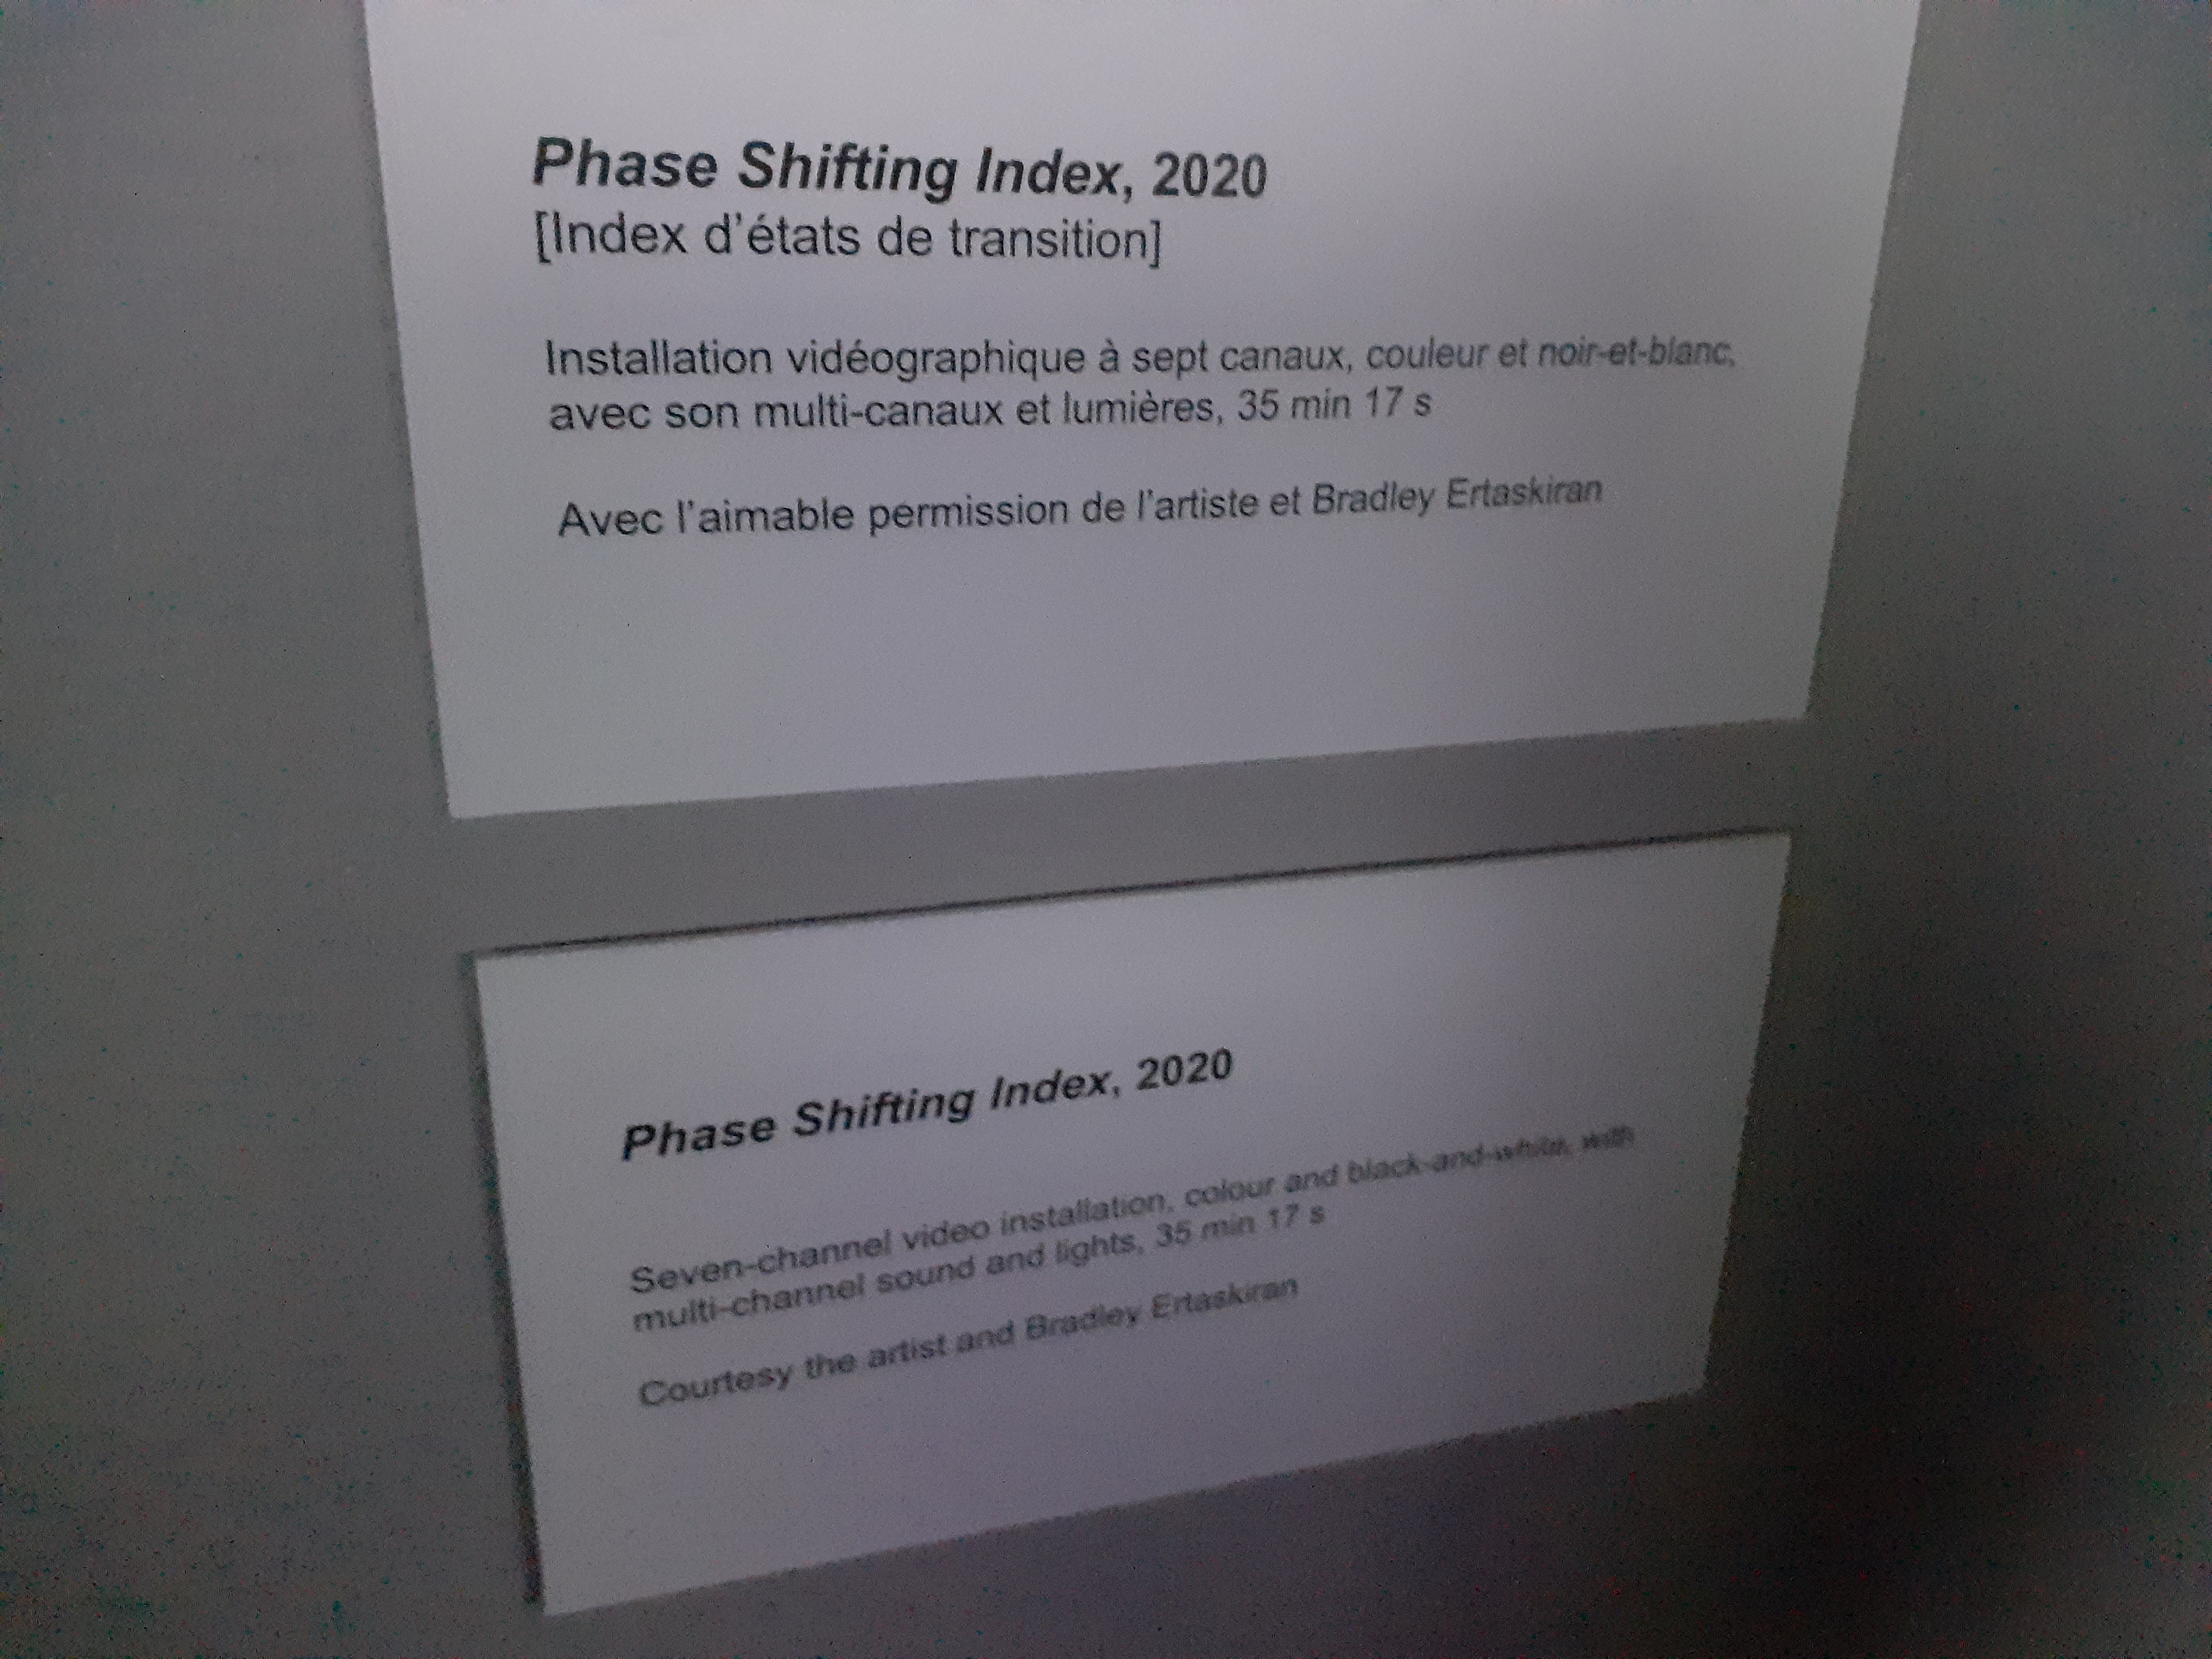 Phase Shifting Index, 2020
[Index d'états de transition]
Installation vidéographique à sept canaux, couleur et noir-et-blanc,
avec son multi-canaux et lumières, 35 min 17 s
Avec l'aimable permission de l'artiste et Bradley Ertaskiran
Phase Shifting Index, 2020
Seven-channel video installation, colour and black-and-white, with
multi-channel sound and lights, 35 min 17 s
Courtesy the artist and Bradley Ertaskiran